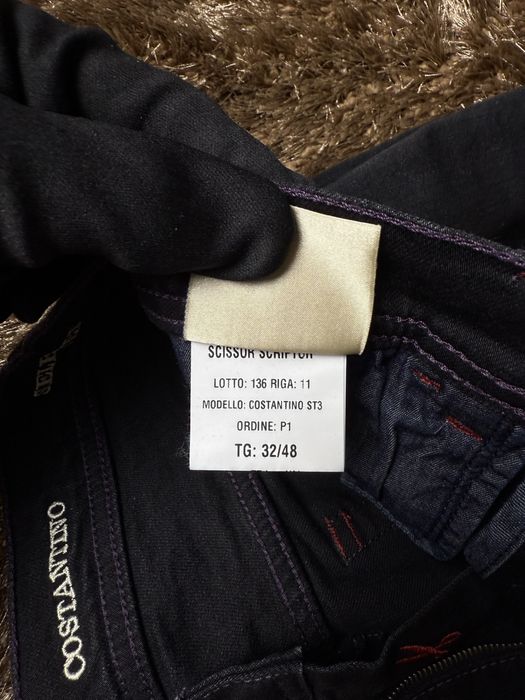 SCISSOR SCRIPTOR
LOTTO: 136 RIGA: 11
MODELLO: COSTANTINO ST3
ORDINE: P1
TG: 32/48
COSTANTINO